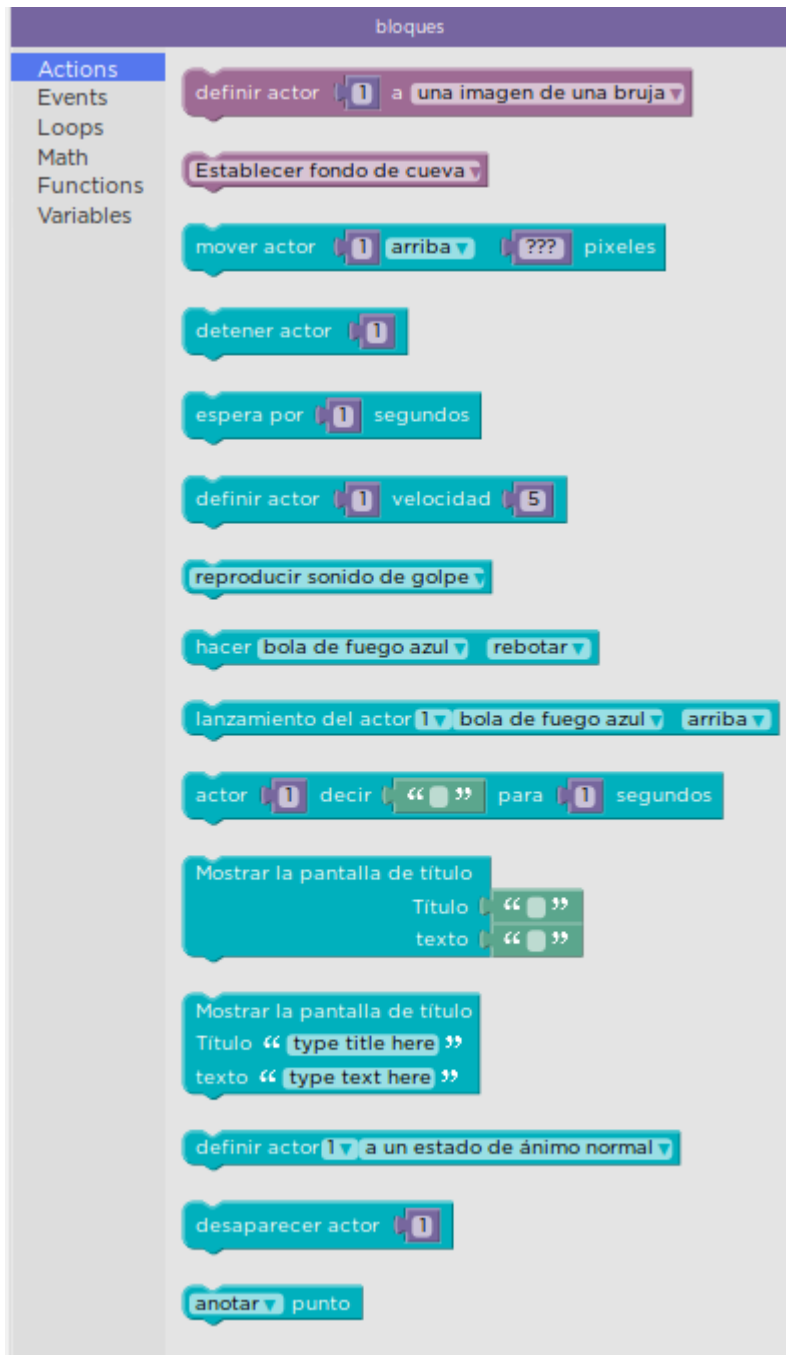 bloques
Actions
Events
Loops
Math
Functions
Variables
definir actor 1 a una imagen de una bruja
Establecer fondo de cueva
mover actor 1 arriba ??? pixeles
detener actor 1
espera por 1 segundos
definir actor 1 velocidad 5
reproducir sonido de golpe
hacer bola de fuego azul rebotar
lanzamiento del actor 1 bola de fuego azul arriba
actor 1 decir “ ” para 1 segundos
Mostrar la pantalla de título
Título “ ”
texto “ ”
Mostrar la pantalla de título
Título “ type title here ”
texto “ type text here ”
definir actor 1 a un estado de ánimo normal
desaparecer actor 1
anotar punto